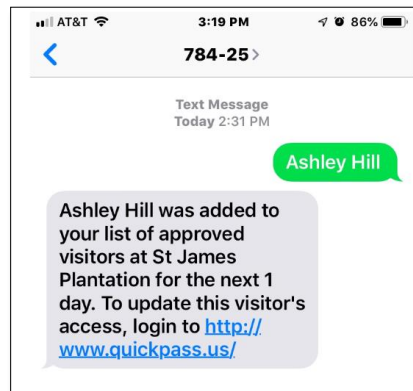 AT&T 3:19 PM 86%
784-25>
Text Message
Today 2:31 PM
Ashley Hill
Ashley Hill was added to
your list of approved
visitors at St James
Plantation for the next 1
day. To update this visitor's
access, login to http://
www.quickpass.us/